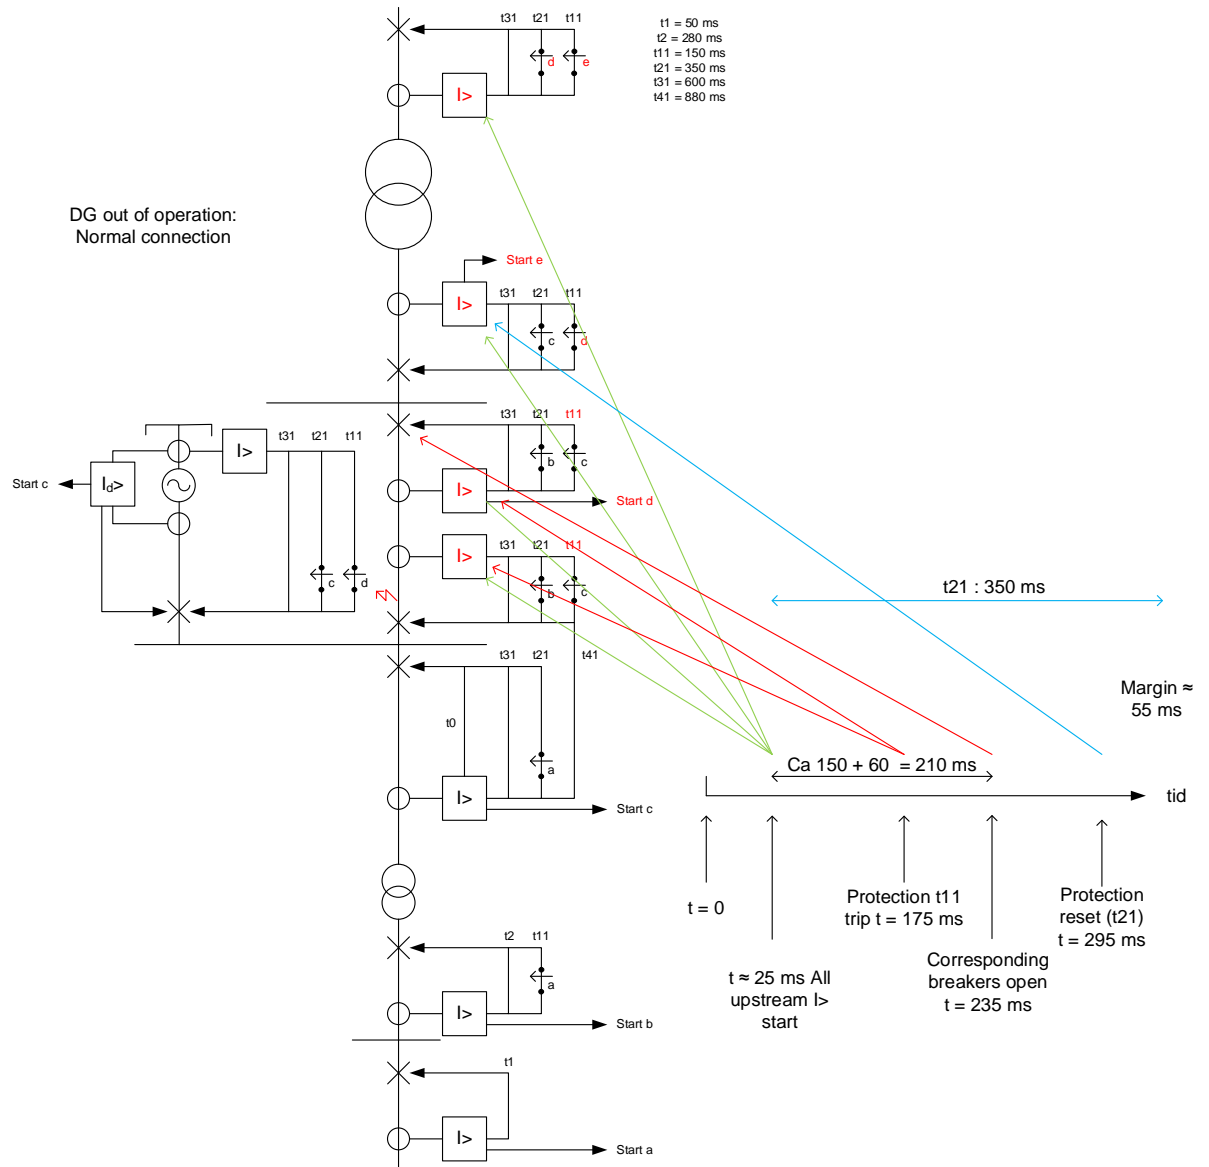 t31 t21 t11
t1 = 50 ms
t2 = 280 ms
t11 = 150 ms
t21 = 350 ms
t31 = 600 ms
t41 = 880 ms
d e
I>
DG out of operation:
Normal connection
Start e
I>
t31 t21 t11
c d
t31 t21 t11
I>
t31 t21 t11
b c
Start c
Id>
I>
Start d
I>
t31 t21 t11
c d
b c
t21 : 350 ms
t31 t21 t41
Margin ≈
55 ms
t0
a
Ca 150 + 60 = 210 ms
I>
Start c
tid
t = 0
Protection t11
trip t = 175 ms
Protection
reset (t21)
t = 295 ms
t2 t11
Corresponding
breakers open
t = 235 ms
t ≈ 25 ms All
upstream I>
start
a
I>
Start b
t1
I>
Start a